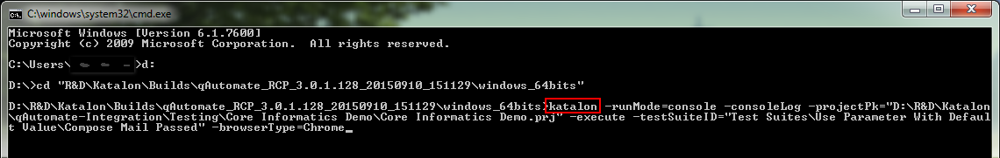 C:\windows\system32\cmd.exe
Microsoft Windows [Version 6.1.7600]
Copyright (c) 2009 Microsoft Corporation.  All rights reserved.
C:\Users\ >d:
D:\>cd "R&D\Katalon\Builds\qAutomate_RCP_3.0.1.128_20150910_151129\windows_64bits"
D:\R&D\Katalon\Builds\qAutomate_RCP_3.0.1.128_20150910_151129\windows_64bits>katalon -runMode=console -consoleLog -projectPk="D:\R&D\Katalon
\qAutomate-Integration\Testing\Core Informatics Demo\Core Informatics Demo.prj" -execute -testSuiteID="Test Suites\Use Parameter With Defaul
t Value\Compose Mail Passed" -browserType=Chrome_